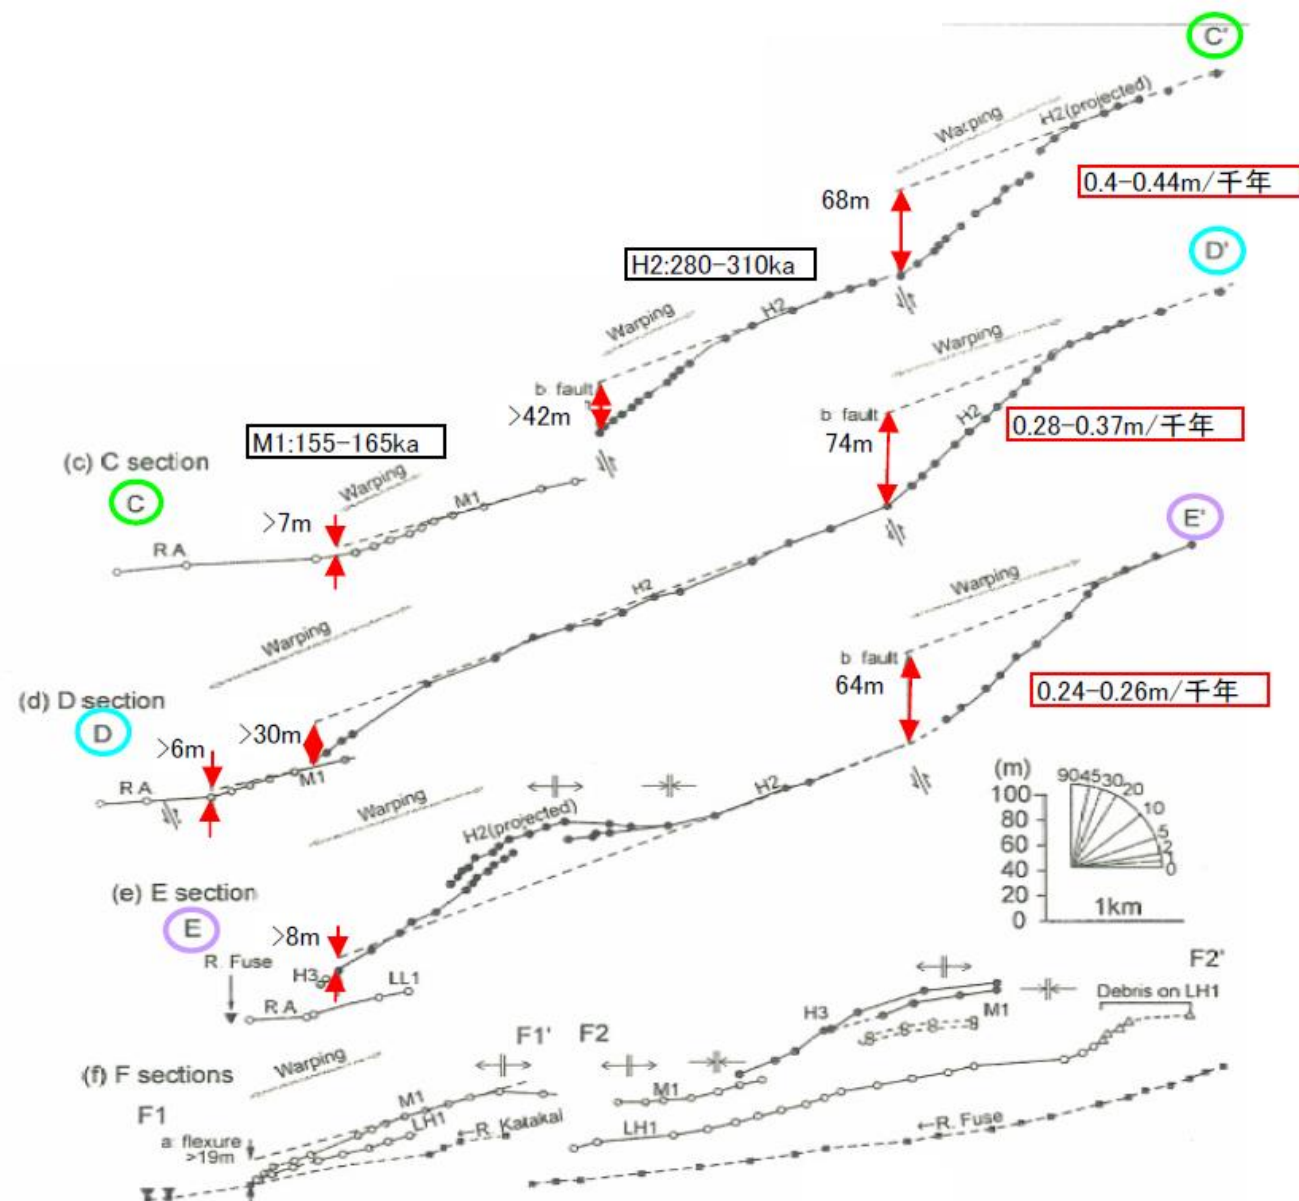 C'
H2(projected)
Warping
0.4-0.44m/千年
68m
D'
H2:280-310ka
H2
Warping
Warping
b. fault
>42m
b. fault
74m
H2
0.28-0.37m/千年
M1:155-165ka
(c) C section
C
Warping
M1
>7m
R.A
E'
H2
Warping
Warping
b. fault
64m
0.24-0.26m/千年
(d) D section
D
>6m
>30m
R.A
M1
H2
Warping
H2(projected)
(m)
100
80
60
40
20
0
90
45
30
20
10
5
2
1
0
1km
(e) E section
E
>8m
R. Fuse
H3
LL1
R.A
F2'
Debris on LH1
H3
M1
F1'
F2
(f) F sections
Warping
M1
M1
F1
LH1
←R. Katakai
LH1
←R. Fuse
a: flexure
>19m